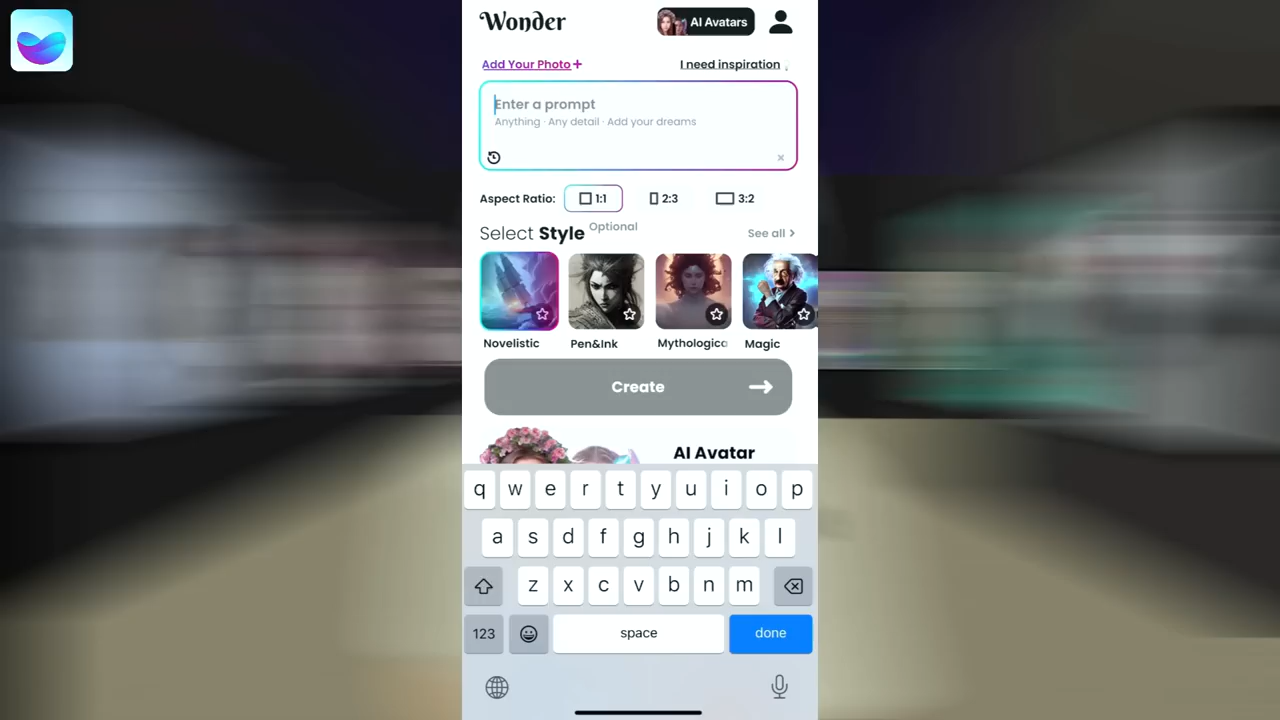 Wonder
AI Avatars
Add Your Photo+
I need inspiration
Enter a prompt
Anything · Any detail · Add your dreams
Aspect Ratio: 1:1 2:3 3:2
Select Style Optional
See all >
Novelistic Pen&Ink Mythologica Magic
Create
AI Avatar
q w e r t y u i o p
a s d f g h j k l
z x c v b n m
123 space done